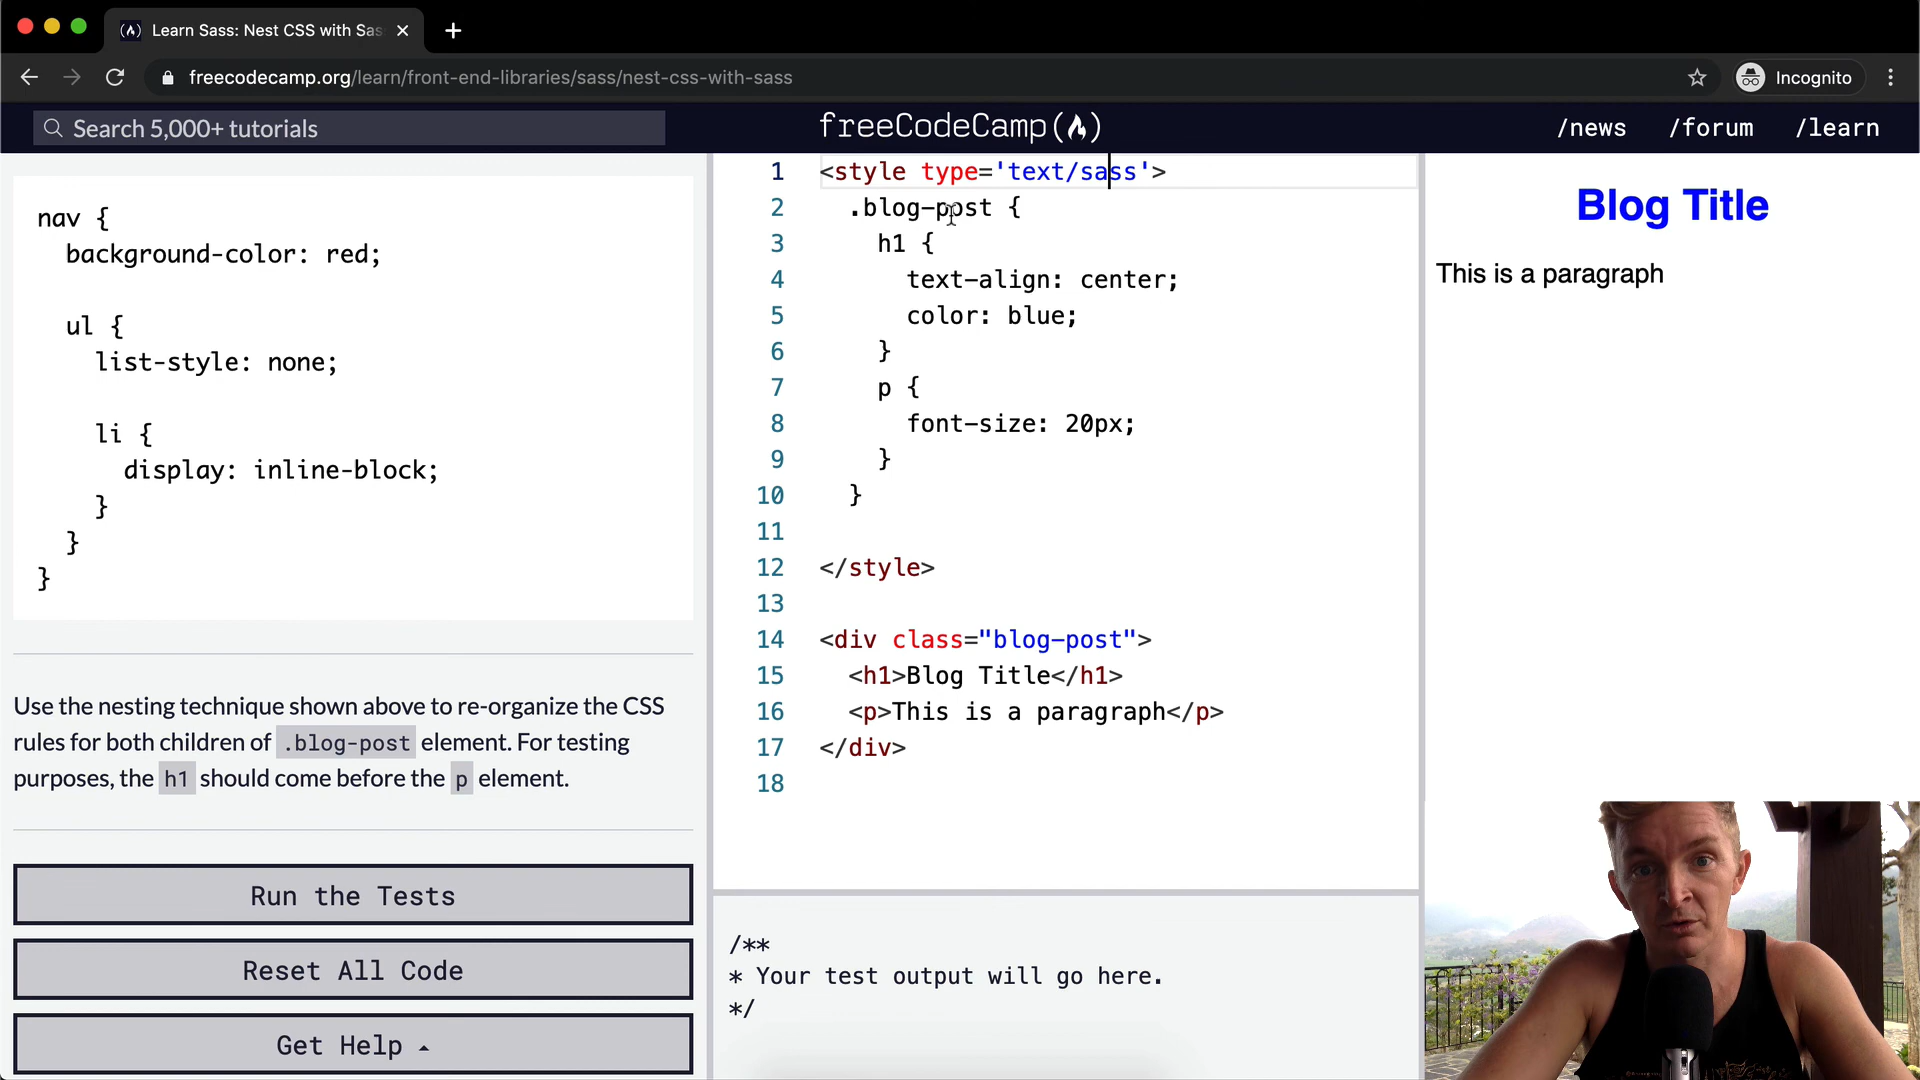 Learn Sass: Nest CSS with Sas
freecodecamp.org/learn/front-end-libraries/sass/nest-css-with-sass
Incognito
Search 5,000+ tutorials
freeCodeCamp
/news /forum /learn
nav {
background-color: red;
ul {
list-style: none;
li {
display: inline-block;
}
}
}
Use the nesting technique shown above to re-organize the CSS
rules for both children of .blog-post element. For testing
purposes, the h1 should come before the p element.
Run the Tests
Reset All Code
Get Help
1 <style type='text/sass'>
2 .blog-post {
3 h1 {
4 text-align: center;
5 color: blue;
6 }
7 p {
8 font-size: 20px;
9 }
10 }
11
12 </style>
13
14 <div class="blog-post">
15 <h1>Blog Title</h1>
16 <p>This is a paragraph</p>
17 </div>
18
/**
* Your test output will go here.
*/
Blog Title
This is a paragraph